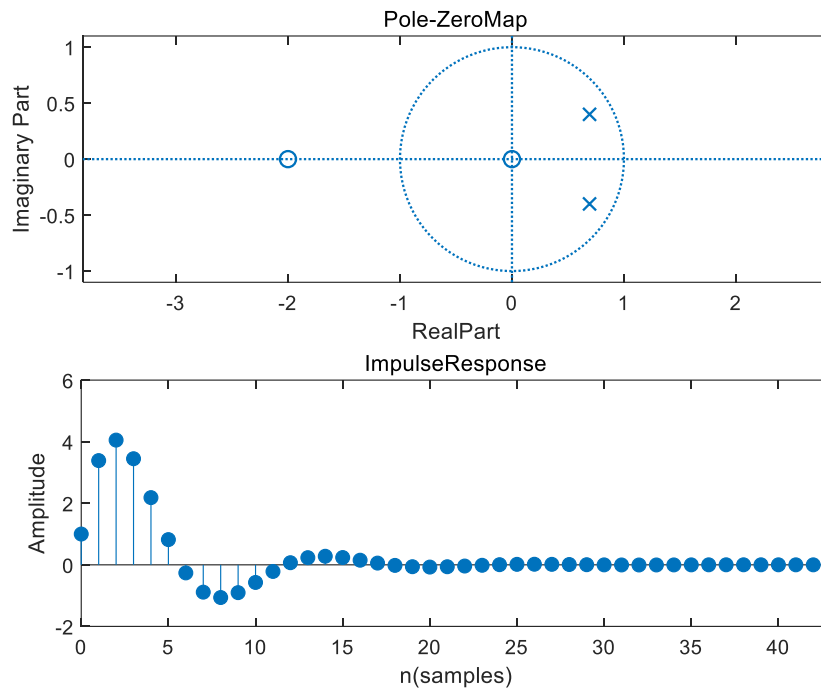 Pole-ZeroMap
Imaginary Part
1
0.5
0
-0.5
-1
-3 -2 -1 0 1 2
RealPart
ImpulseResponse
Amplitude
6
4
2
0
-2
0 5 10 15 20 25 30 35 40
n(samples)